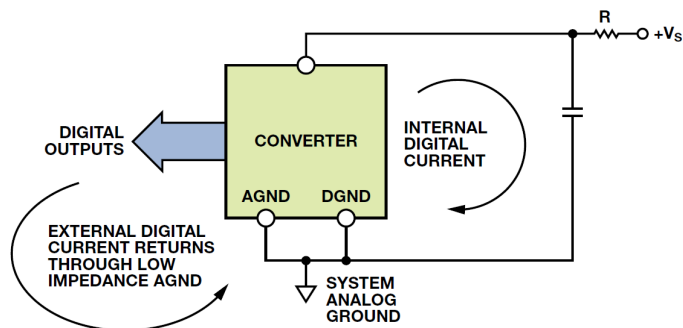 R
+VS
DIGITAL
OUTPUTS
CONVERTER
INTERNAL
DIGITAL
CURRENT
AGND
DGND
EXTERNAL DIGITAL
CURRENT RETURNS
THROUGH LOW
IMPEDANCE AGND
SYSTEM
ANALOG
GROUND